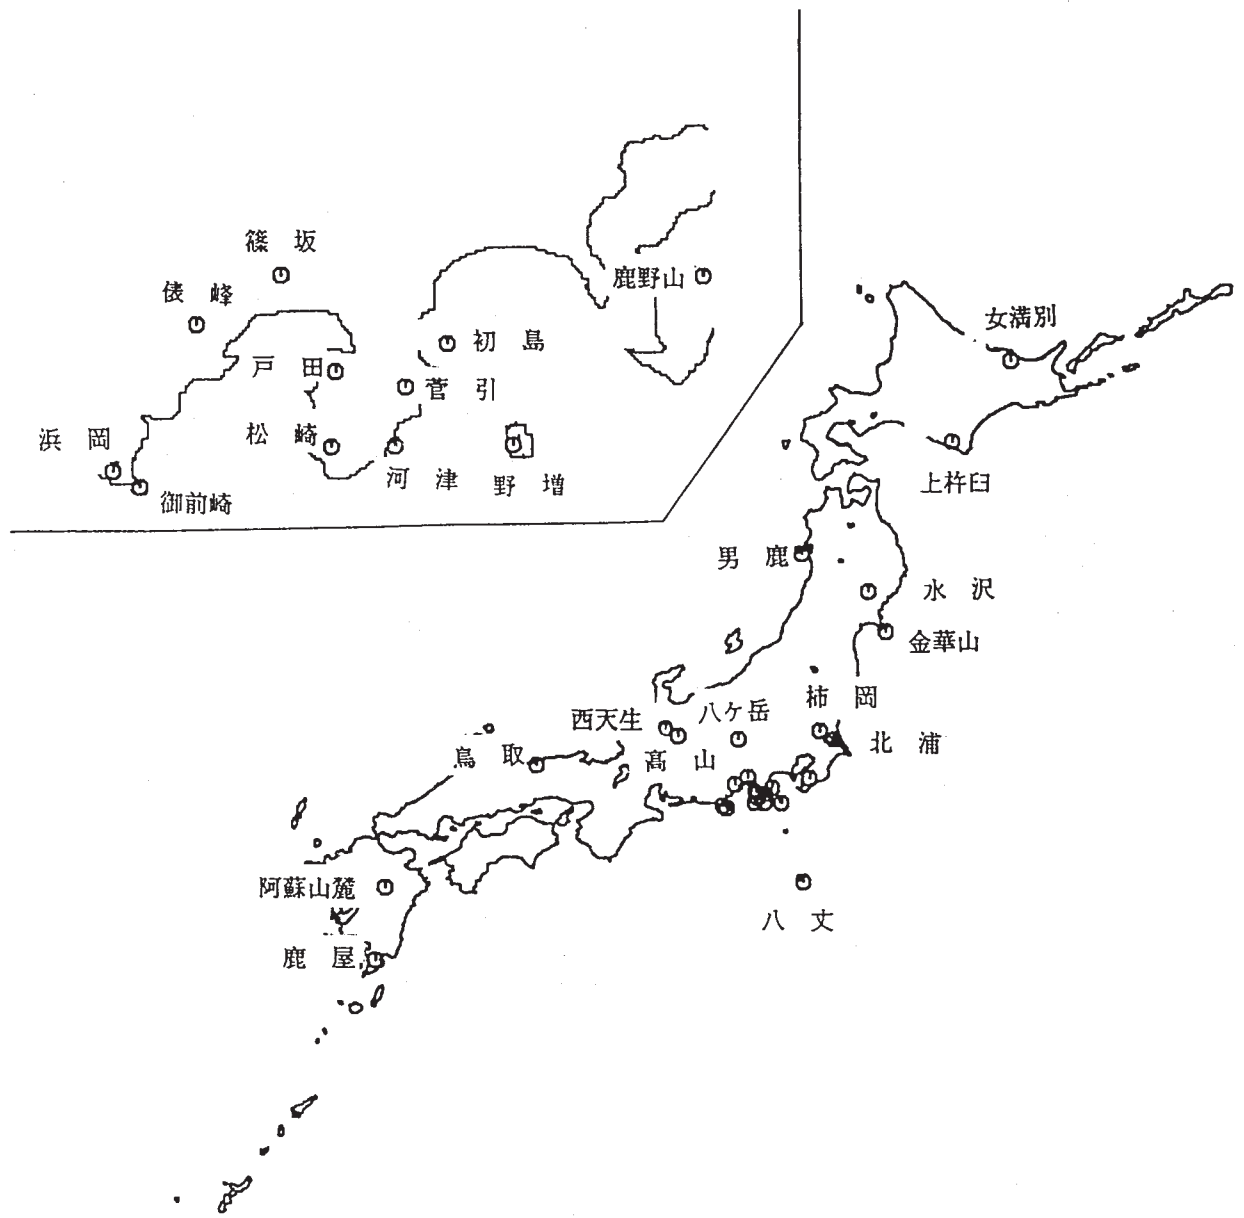 篠 坂
俵 峰
鹿野山
初 島
戸 田
菅 引
浜 岡
松 崎
河 津
野 増
御前崎
女満別
上杵臼
男 鹿
水 沢
金華山
柿 岡
八ケ岳
西天生
北 浦
鳥 取
高 山
阿蘇山麓
八 丈
鹿 屋